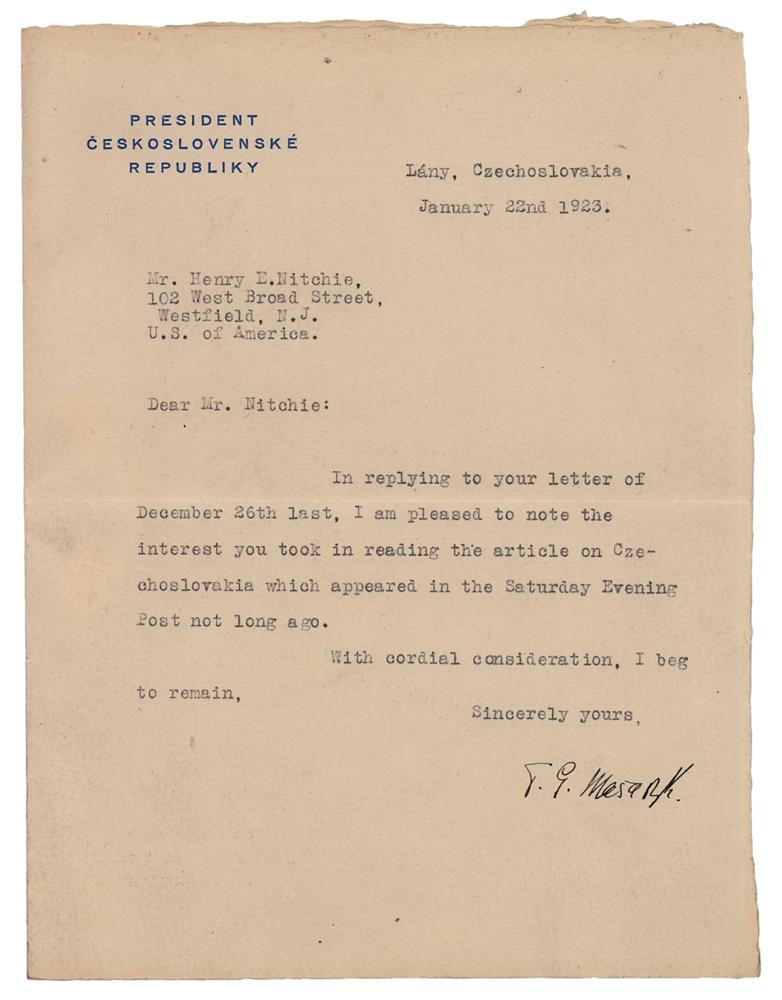 PRESIDENT
ČESKOSLOVENSKÉ
REPUBLIKY
Lány, Czechoslovakia,
January 22nd 1923.
Mr. Henry E.Nitchie,
102 West Broad Street,
Westfield, N.J.
U.S. of America.
Dear Mr. Nitchie:
In replying to your letter of
December 26th last, I am pleased to note the
interest you took in reading the article on Cze-
choslovakia which appeared in the Saturday Evening
Post not long ago.
With cordial consideration, I beg
to remain,
Sincerely yours,
T. G. Masaryk.